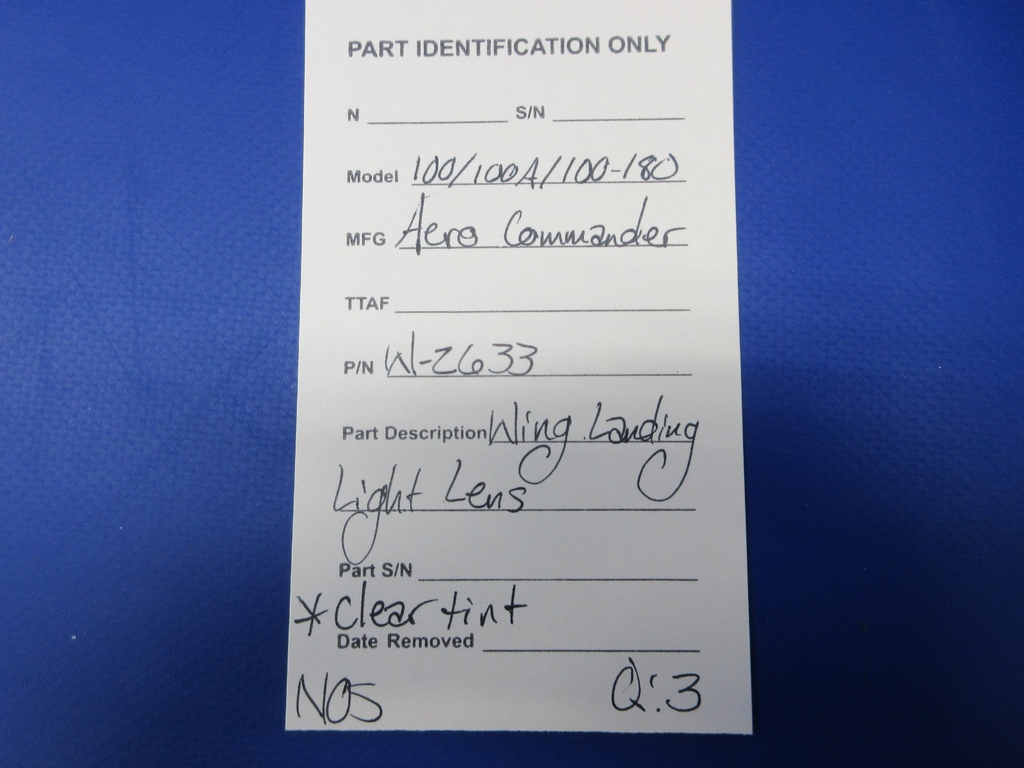 PART IDENTIFICATION ONLY
N S/N
Model 100/100A/100-180
MFG Aero Commander
TTAF
P/N W-2633
Part Description Wing Landing
Light Lens
Part S/N
* Clear tint
Date Removed
NOS Q:3